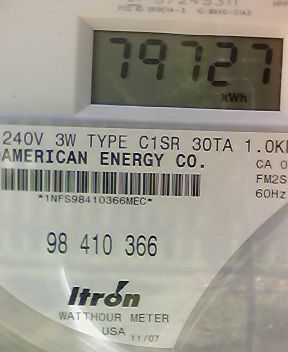 79727
kWh
240V 3W TYPE C1SR 30TA 1.0K
AMERICAN ENERGY CO.
CA 0
FM2S
60Hz
*1NFS98410366MEC*
98 410 366
Itrón
WATTHOUR METER
USA 11/07